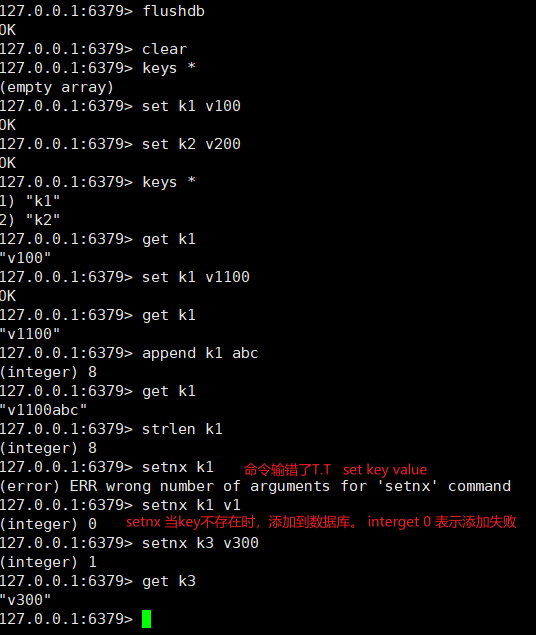 127.0.0.1:6379> flushdb
OK
127.0.0.1:6379> clear
127.0.0.1:6379> keys *
(empty array)
127.0.0.1:6379> set k1 v100
OK
127.0.0.1:6379> set k2 v200
OK
127.0.0.1:6379> keys *
1) "k1"
2) "k2"
127.0.0.1:6379> get k1
"v100"
127.0.0.1:6379> set k1 v1100
OK
127.0.0.1:6379> get k1
"v1100"
127.0.0.1:6379> append k1 abc
(integer) 8
127.0.0.1:6379> get k1
"v1100abc"
127.0.0.1:6379> strlen k1
(integer) 8
127.0.0.1:6379> setnx k1 命令输错了T.T set key value
(error) ERR wrong number of arguments for 'setnx' command
127.0.0.1:6379> setnx k1 v1
(integer) 0 setnx 当key不存在时，添加到数据库。 interget 0 表示添加失败
127.0.0.1:6379> setnx k3 v300
(integer) 1
127.0.0.1:6379> get k3
"v300"
127.0.0.1:6379>